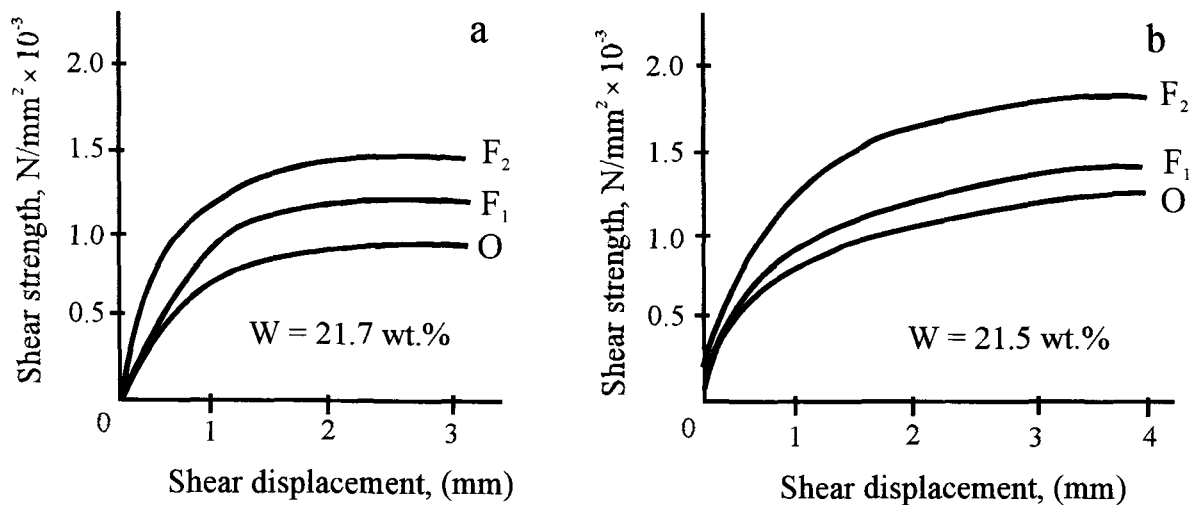 a
Shear strength, N/mm² × 10⁻³
2.0
1.5
1.0
0.5
0
1
2
3
F₂
F₁
O
W = 21.7 wt.%
Shear displacement, (mm)
b
Shear strength, N/mm² × 10⁻³
2.0
1.5
1.0
0.5
0
1
2
3
4
F₂
F₁
O
W = 21.5 wt.%
Shear displacement, (mm)